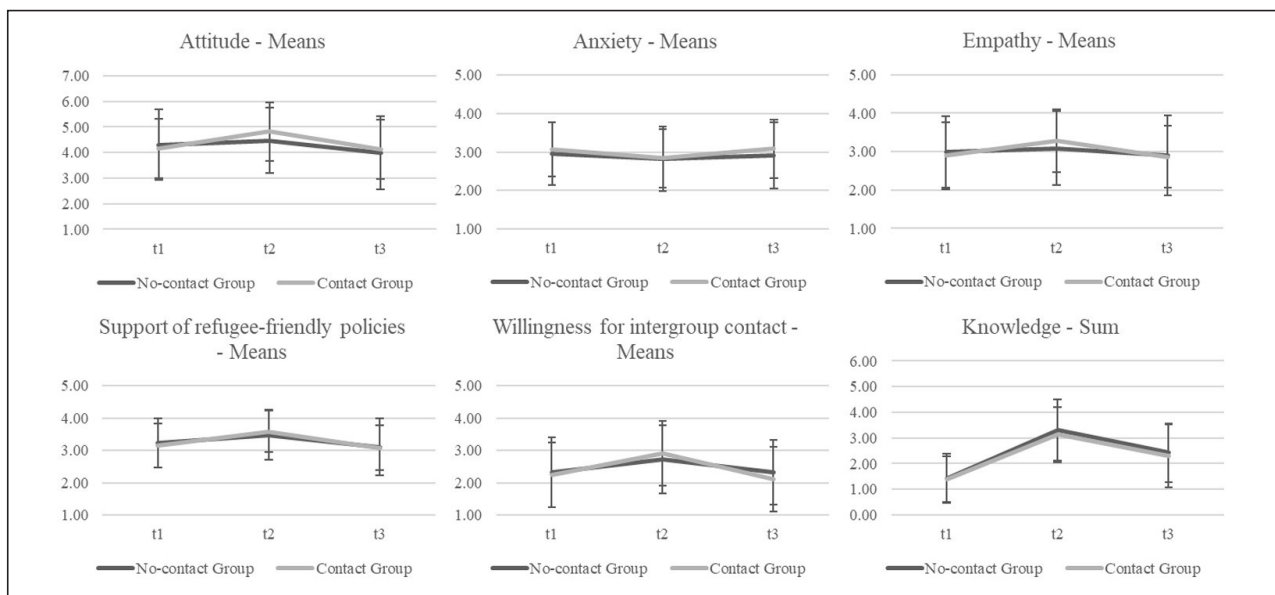 Attitude - Means
7.00
6.00
5.00
4.00
3.00
2.00
1.00
t1 t2 t3
No-contact Group Contact Group
Anxiety - Means
5.00
4.00
3.00
2.00
1.00
t1 t2 t3
No-contact Group Contact Group
Empathy - Means
5.00
4.00
3.00
2.00
1.00
t1 t2 t3
No-contact Group Contact Group
Support of refugee-friendly policies
- Means
5.00
4.00
3.00
2.00
1.00
t1 t2 t3
No-contact Group Contact Group
Willingness for intergroup contact -
Means
5.00
4.00
3.00
2.00
1.00
t1 t2 t3
No-contact Group Contact Group
Knowledge - Sum
6.00
5.00
4.00
3.00
2.00
1.00
0.00
t1 t2 t3
No-contact Group Contact Group